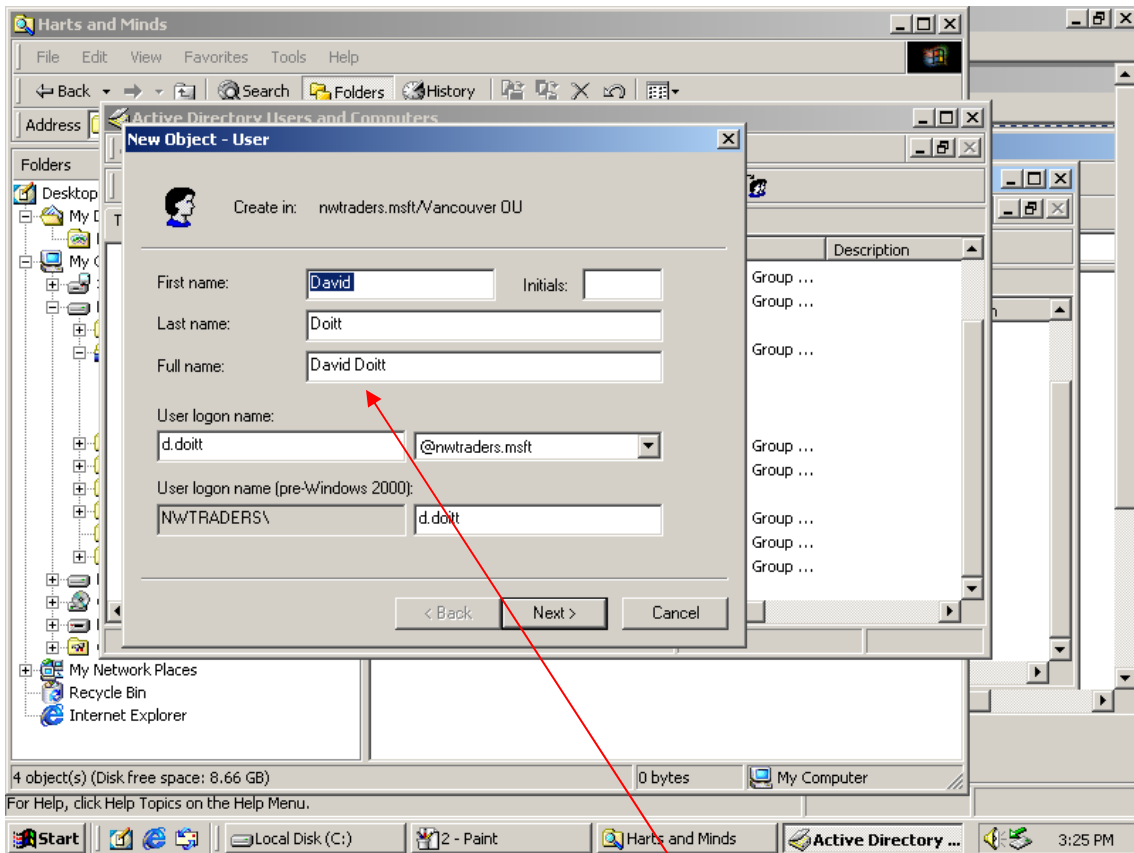 Harts and Minds
File Edit View Favorites Tools Help
Back Search Folders History
Address
Active Directory Users and Computers
New Object - User
Folders
Desktop
Create in: nwtraders.msft/Vancouver OU
Description
First name: David Initials:
Group ...
Group ...
Last name: Doitt
Group ...
Full name: David Doitt
User logon name:
d.doitt @nwtraders.msft
Group ...
Group ...
User logon name (pre-Windows 2000):
NWTRADERS\ d.doitt
Group ...
Group ...
Group ...
< Back Next > Cancel
My Network Places
Recycle Bin
Internet Explorer
4 object(s) (Disk free space: 8.66 GB) 0 bytes My Computer
For Help, click Help Topics on the Help Menu.
Start Local Disk (C:) 2 - Paint Harts and Minds Active Directory ... 3:25 PM